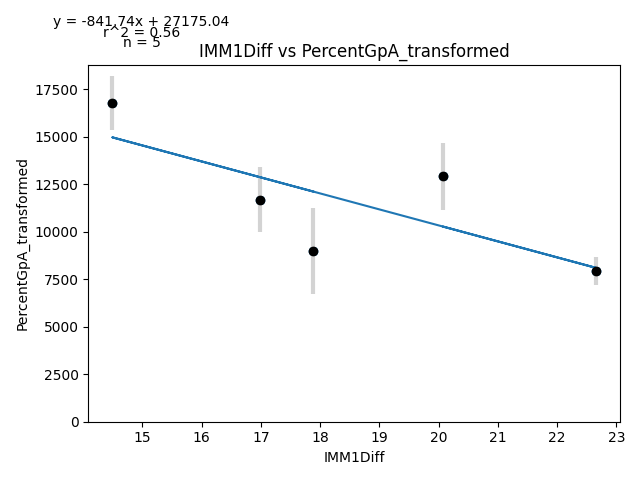 y = -841.74x + 27175.04
r^2 = 0.56
n = 5
IMM1Diff vs PercentGpA_transformed
17500
15000
12500
10000
7500
5000
2500
0
PercentGpA_transformed
15 16 17 18 19 20 21 22 23
IMM1Diff